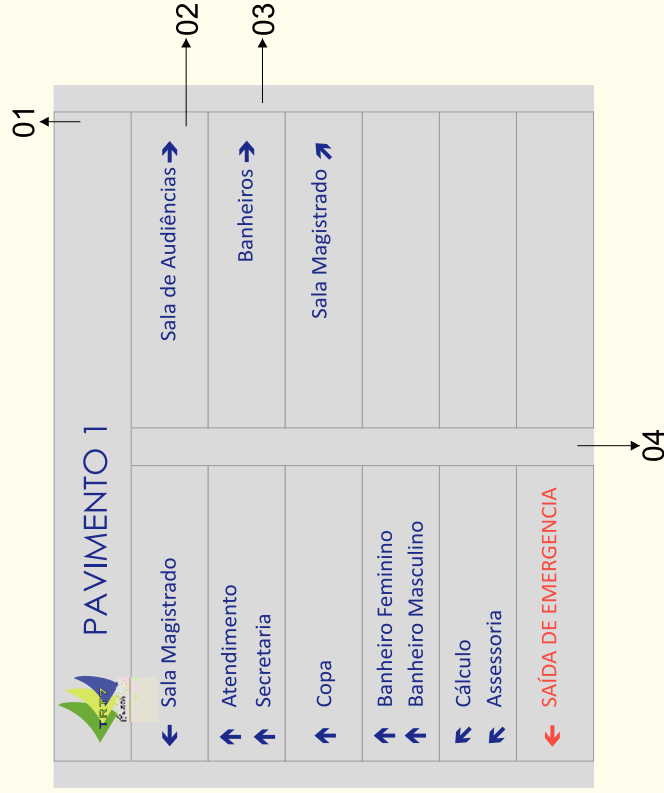 01
02
03
TRT7
PAVIMENTO 1
Sala Magistrado
Atendimento
Secretaria
Copa
Banheiro Feminino
Banheiro Masculino
Cálculo
Assessoria
SAÍDA DE EMERGENCIA
Sala de Audiências
Banheiros
Sala Magistrado
04